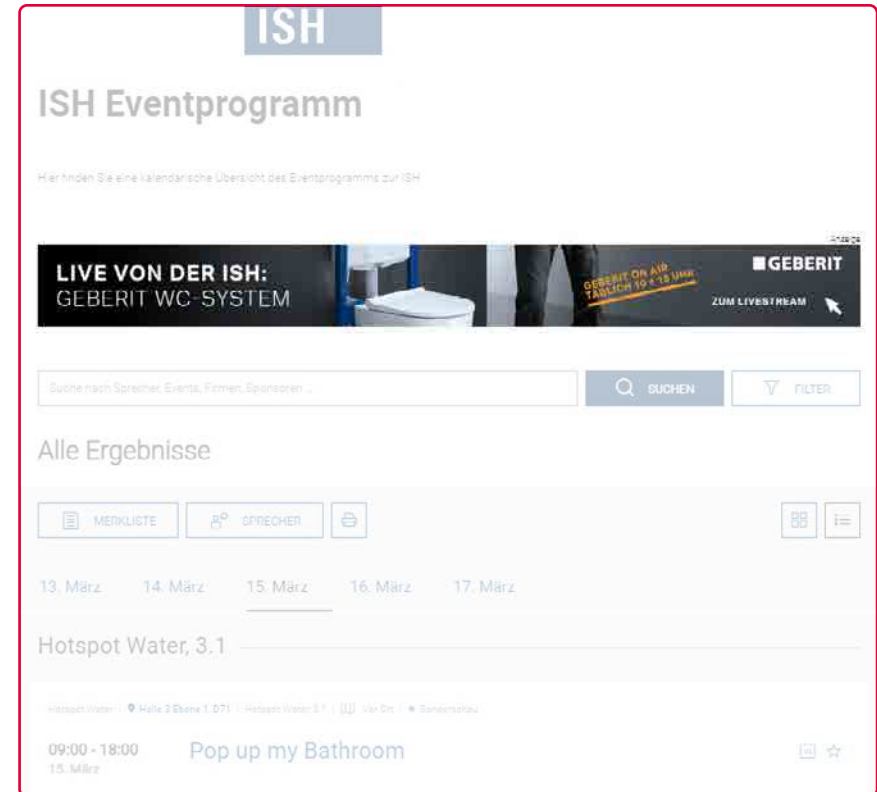 ISH
ISH Eventprogramm
Hier finden Sie eine kalendarische Übersicht des Eventprogramms zur ISH
Anzeige
LIVE VON DER ISH:
GEBERIT WC-SYSTEM
GEBERIT ON AIR
TÄGLICH 10 + 15 UHR
GEBERIT
ZUM LIVESTREAM
Suche nach Sprecher, Events, Firmen, Sponsoren ...
SUCHEN
FILTER
Alle Ergebnisse
MERKLISTE
SPRECHER
13. März 14. März 15. März 16. März 17. März
Hotspot Water, 3.1
Hotspot Water Halle 3 Ebene 1, D71 Hotspot Water 3.1 Vor Ort Sonderschau
09:00 - 18:00 Pop up my Bathroom
15. März